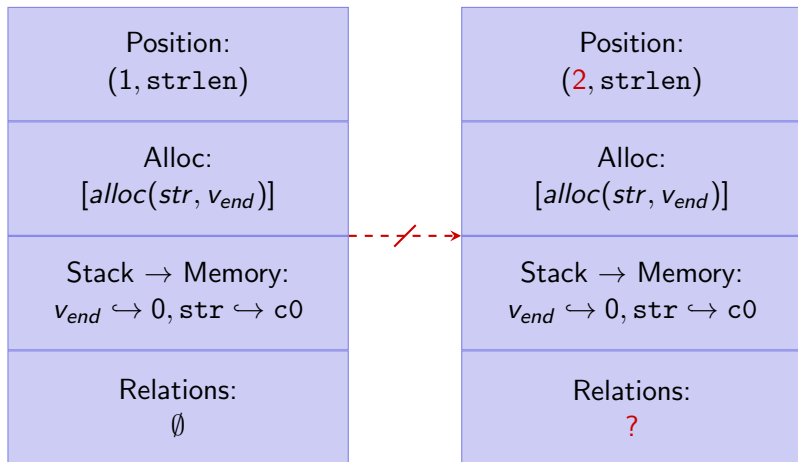 Position:
(1, strlen)
Alloc:
[alloc(str, v_end)]
Stack → Memory:
v_end ↪ 0, str ↪ c0
Relations:
∅
Position:
(2, strlen)
Alloc:
[alloc(str, v_end)]
Stack → Memory:
v_end ↪ 0, str ↪ c0
Relations:
?